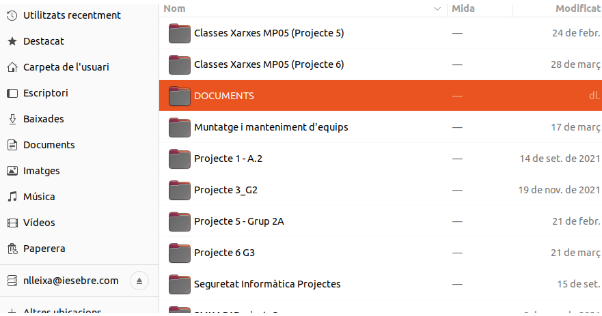 Nom Mida Modificat
Utilitzats recentment
Destacat
Carpeta de l'usuari
Escriptori
Baixades
Documents
Imatges
Música
Vídeos
Paperera
nlleixa@iesebre.com
Altres ubicacions
Classes Xarxes MP05 (Projecte 5) — 24 de febr.
Classes Xarxes MP05 (Projecte 6) — 28 de març
DOCUMENTS — dl.
Muntatge i manteniment d'equips — 17 de març
Projecte 1 - A.2 — 14 de set. de 2021
Projecte 3_G2 — 19 de nov. de 2021
Projecte 5 - Grup 2A — 21 de febr.
Projecte 6 G3 — 21 de març
Seguretat Informàtica Projectes — 15 de set.